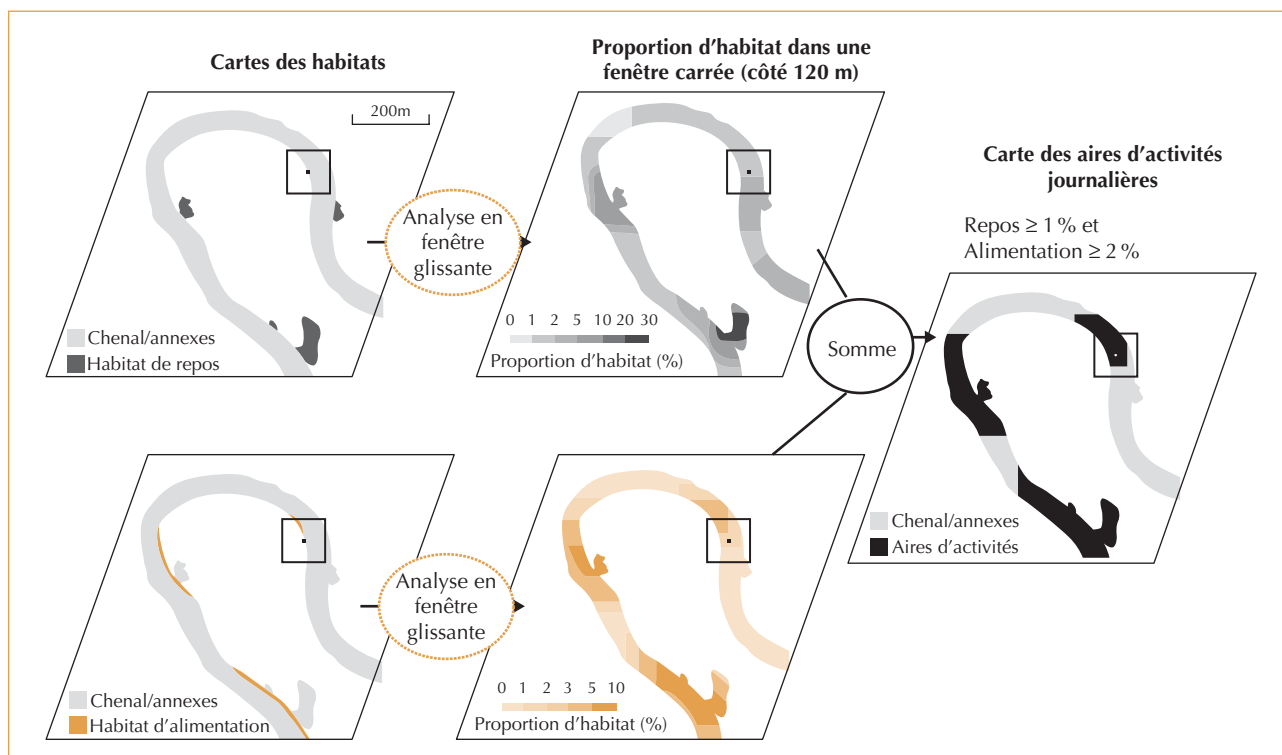 Cartes des habitats
200m
Chenal/annexes
Habitat de repos
Analyse en
fenêtre
glissante
Proportion d'habitat dans une
fenêtre carrée (côté 120 m)
0 1 2 5 10 20 30
Proportion d'habitat (%)
Somme
Carte des aires d'activités
journalières
Repos ≥ 1 % et
Alimentation ≥ 2 %
Chenal/annexes
Aires d'activités
Chenal/annexes
Habitat d'alimentation
Analyse en
fenêtre
glissante
0 1 2 3 5 10
Proportion d'habitat (%)